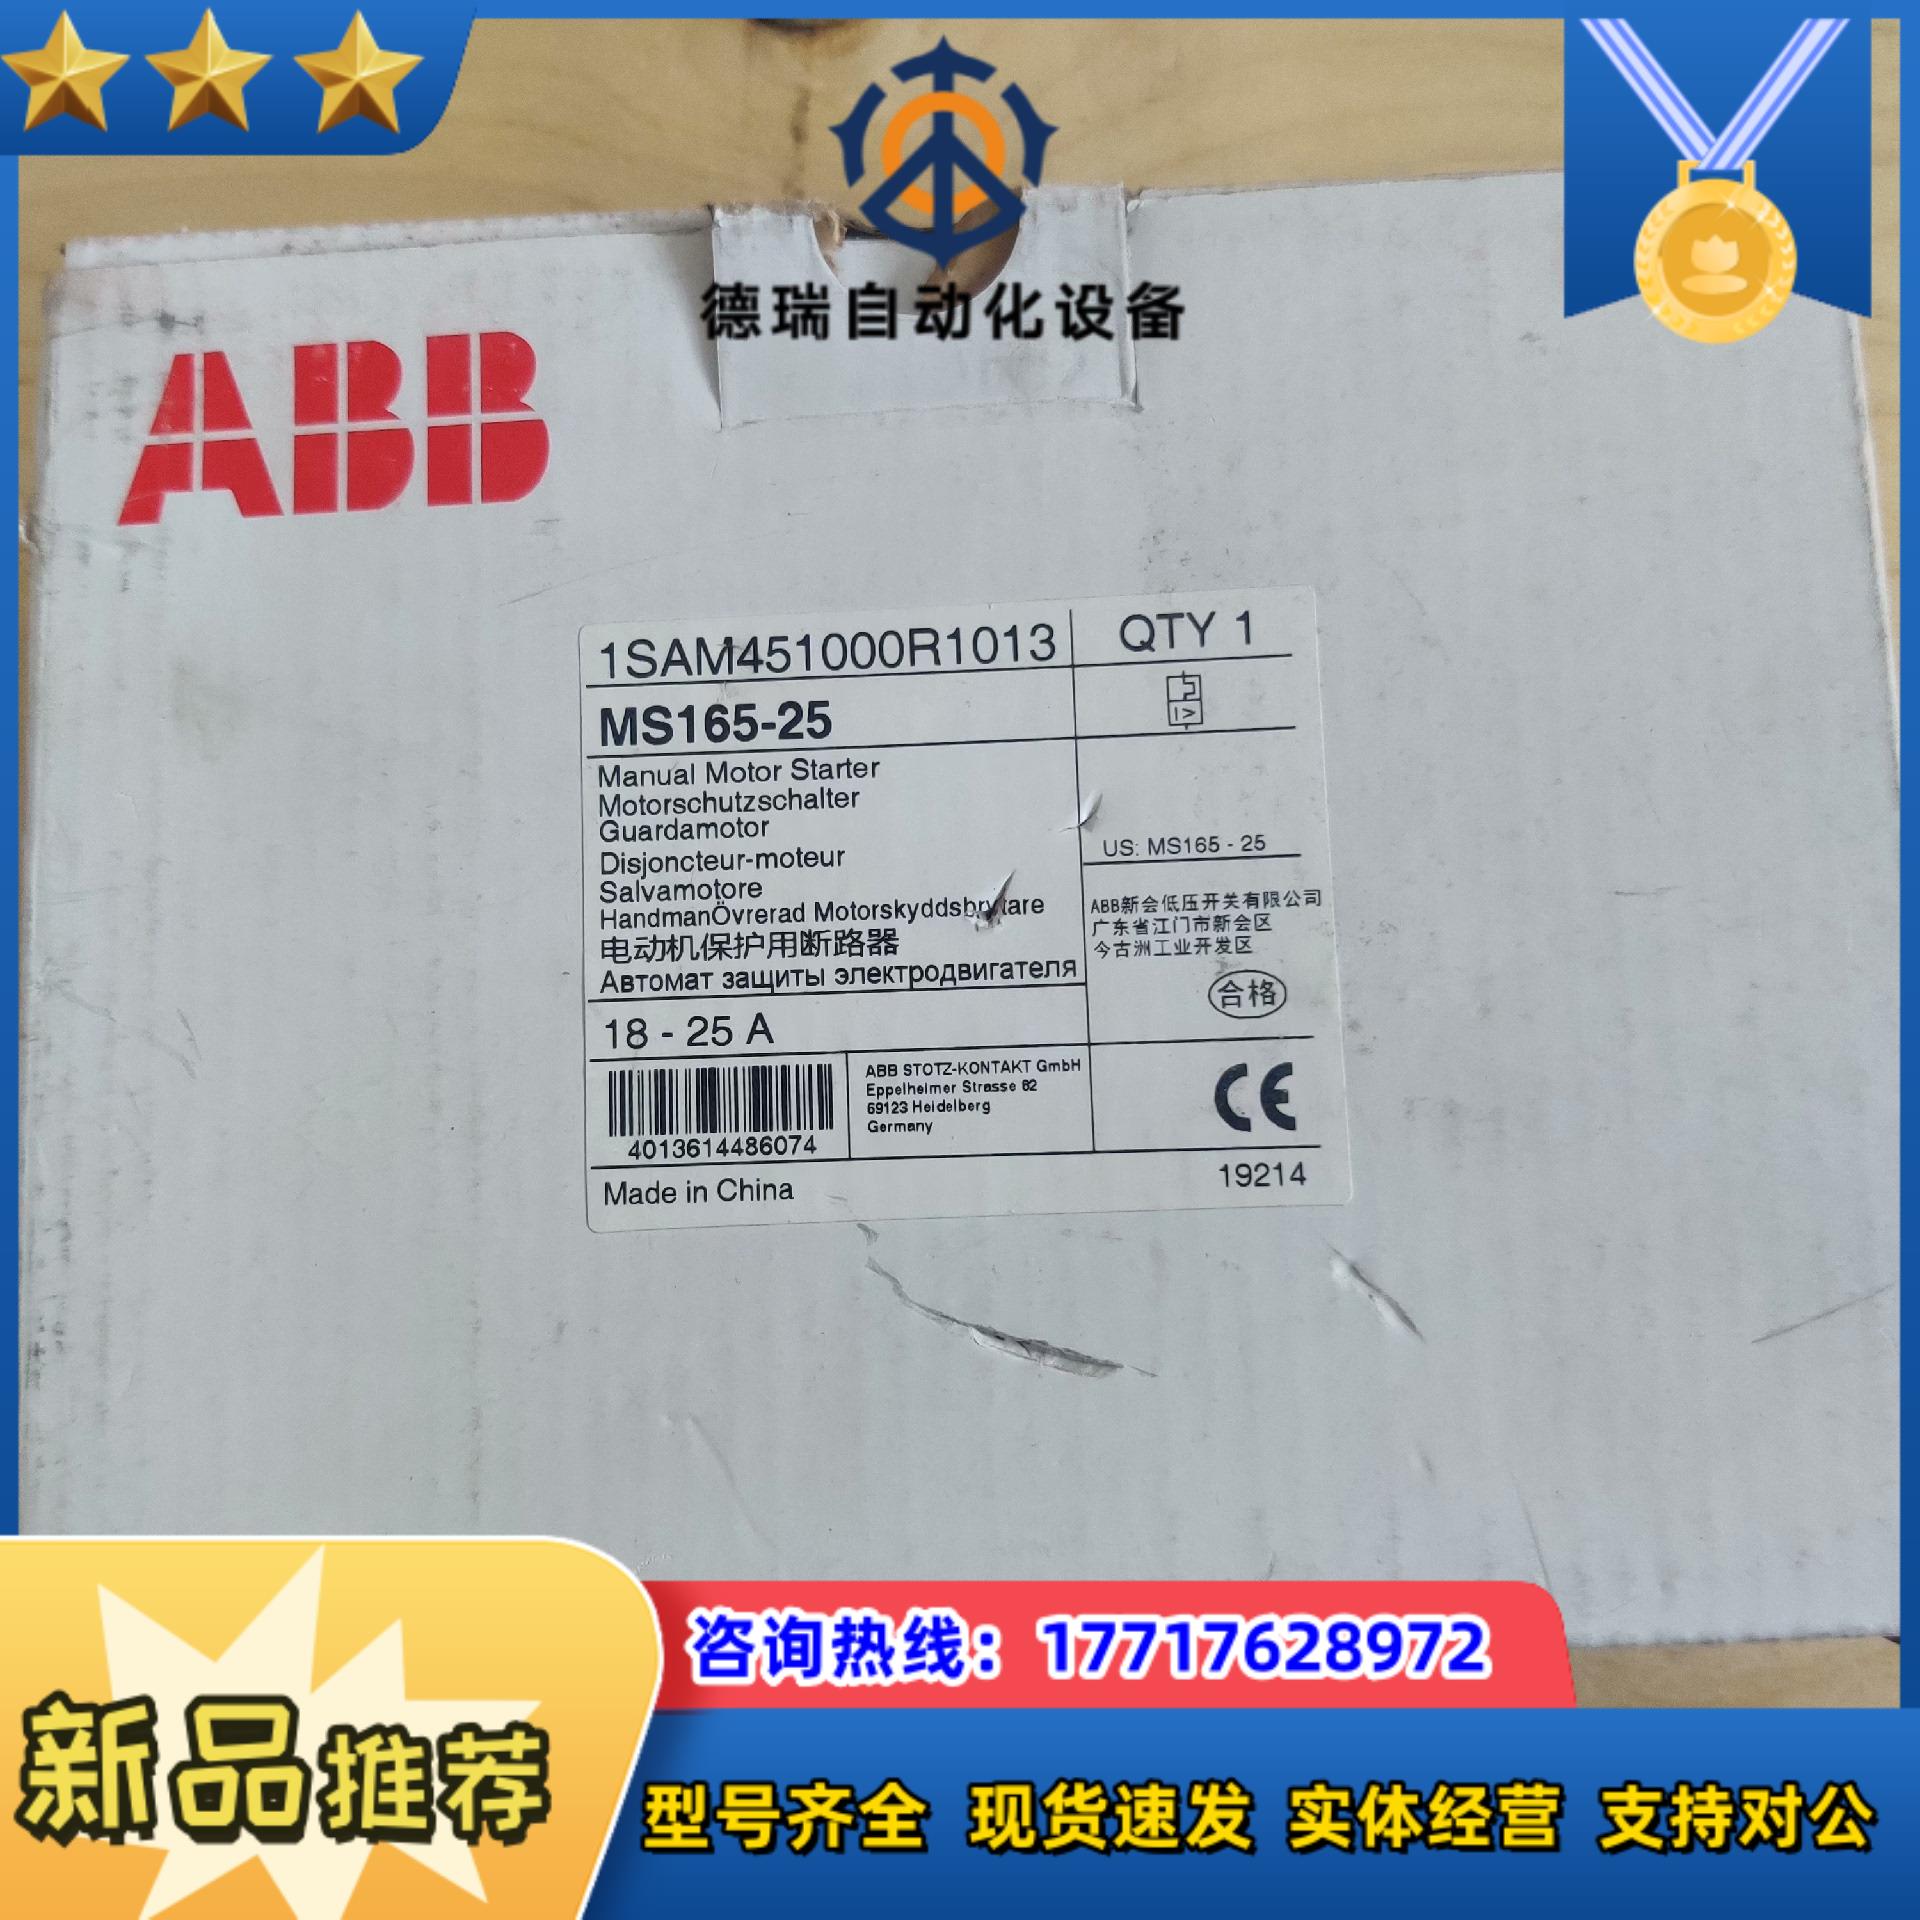 德瑞自动化设备
ABB
1SAM451000R1013
QTY 1
MS165-25
I>
Manual Motor Starter
Motorschutzschalter
Guardamotor
Disjoncteur-moteur
Salvamotore
HandmanÖvrerad Motorskyddsbrytare
电动机保护用断路器
Автомат защиты электродвигателя
US: MS165 - 25
ABB新会低压开关有限公司
广东省江门市新会区
今古洲工业开发区
合格
18 - 25 A
4013614486074
ABB STOTZ-KONTAKT GmbH
Eppelheimer Strasse 82
69123 Heidelberg
Germany
CE
Made in China
19214
咨询热线：17717628972
新品推荐
型号齐全 现货速发 实体经营 支持对公